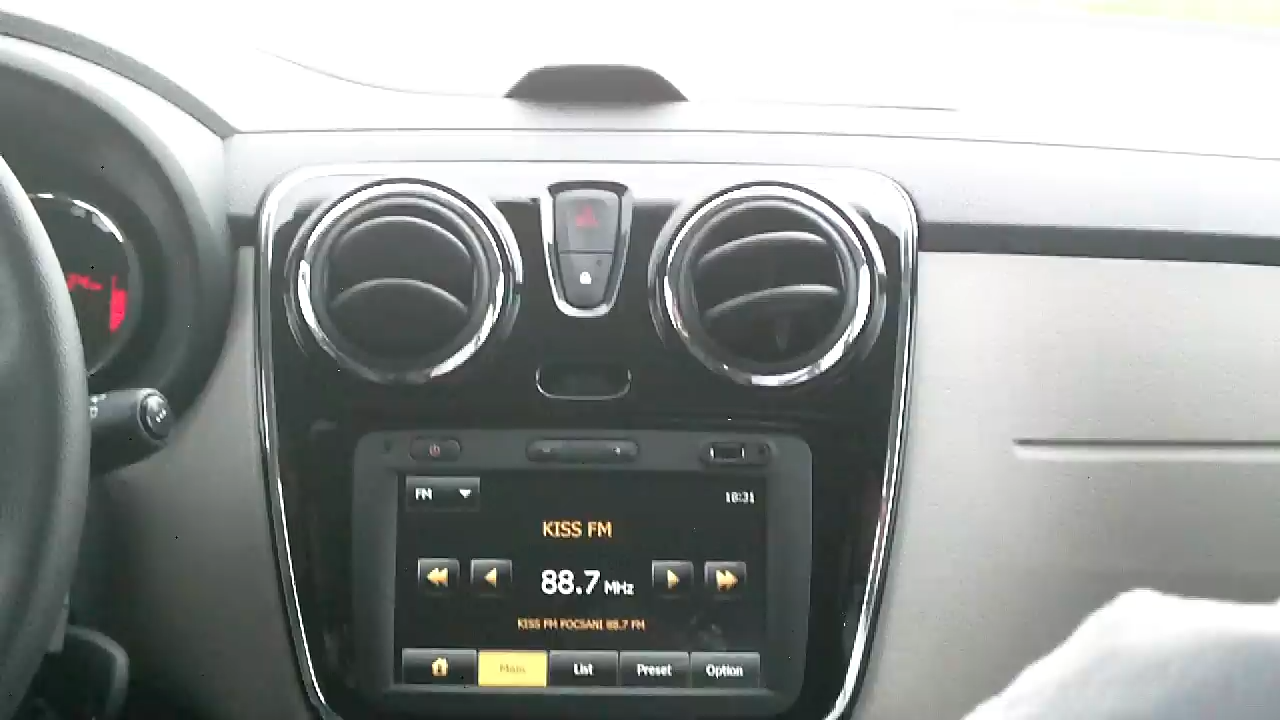 FM
18:31
KISS FM
88.7 MHz
KISS FM FOCSANI 88.7 FM
Main
List
Preset
Option